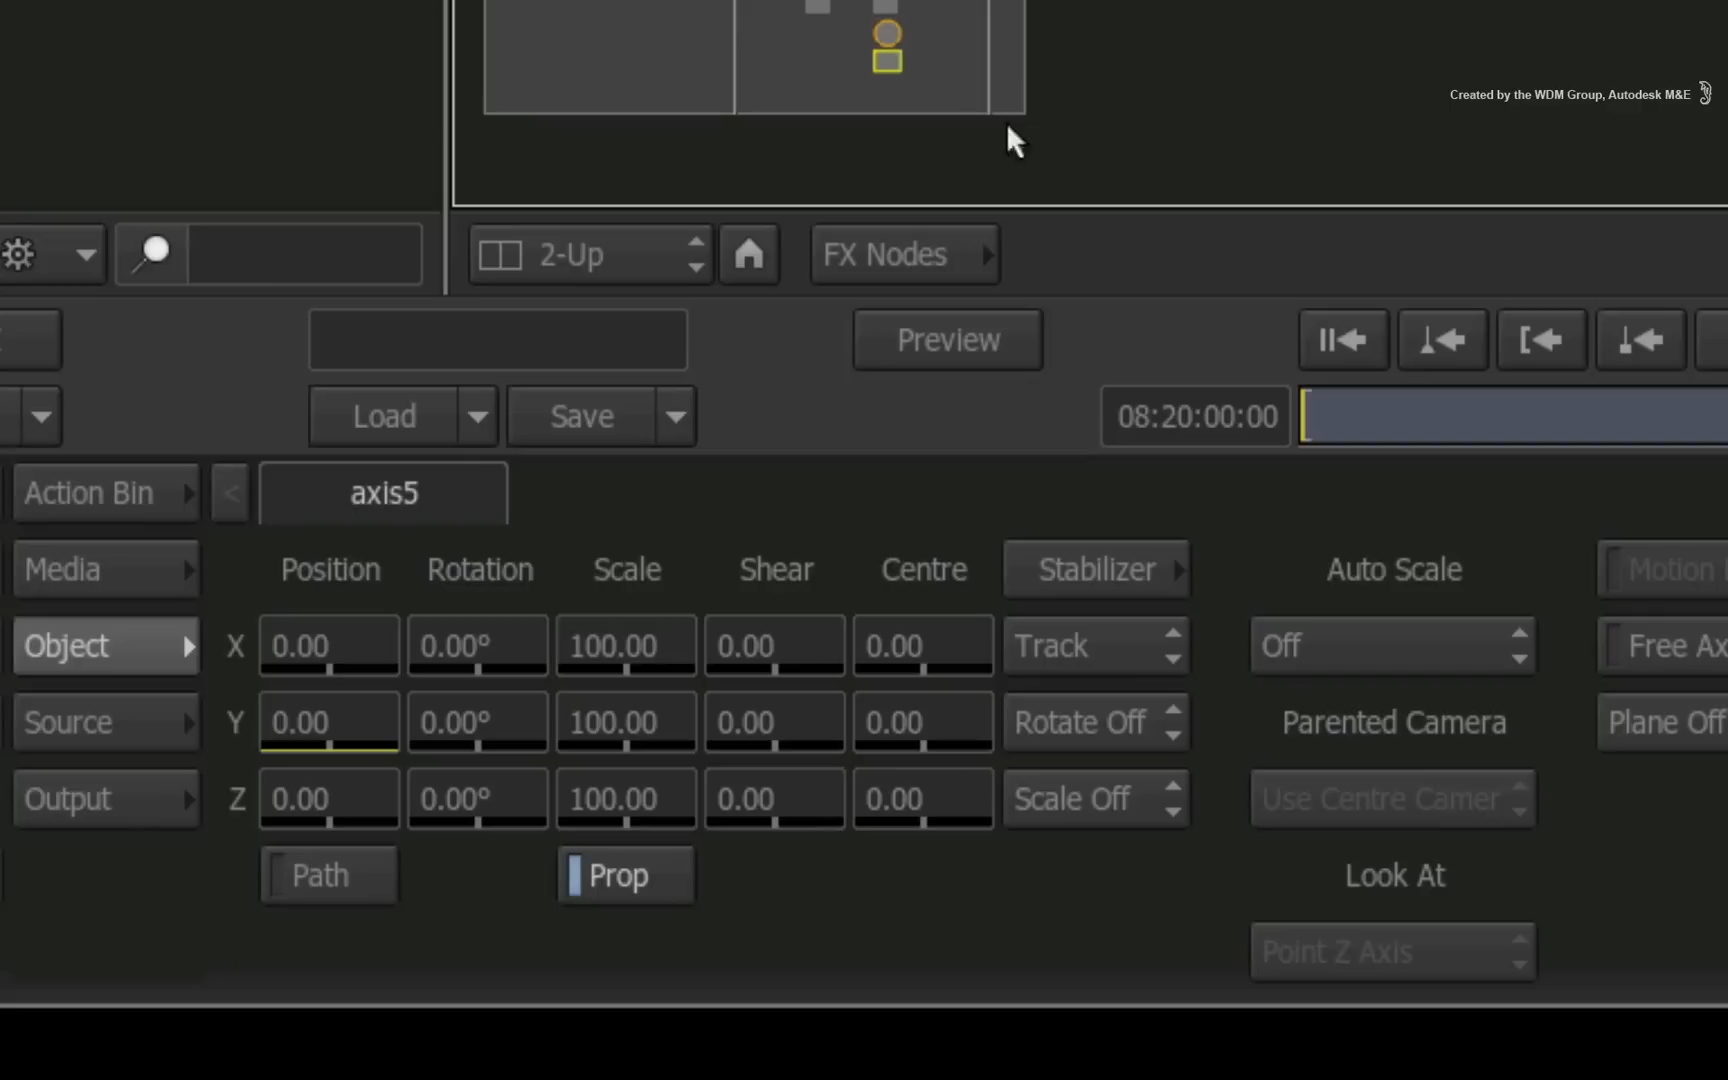 Created by the WDM Group, Autodesk M&E
2-Up
FX Nodes
Preview
Load
Save
08:20:00:00
Action Bin
<
axis5
Media
Position
Rotation
Scale
Shear
Centre
Stabilizer
Auto Scale
Motion
Object
X
0.00
0.00°
100.00
0.00
0.00
Track
Off
Free Ax
Source
Y
0.00
0.00°
100.00
0.00
0.00
Rotate Off
Parented Camera
Plane Off
Output
Z
0.00
0.00°
100.00
0.00
0.00
Scale Off
Use Centre Camer
Path
Prop
Look At
Point Z Axis